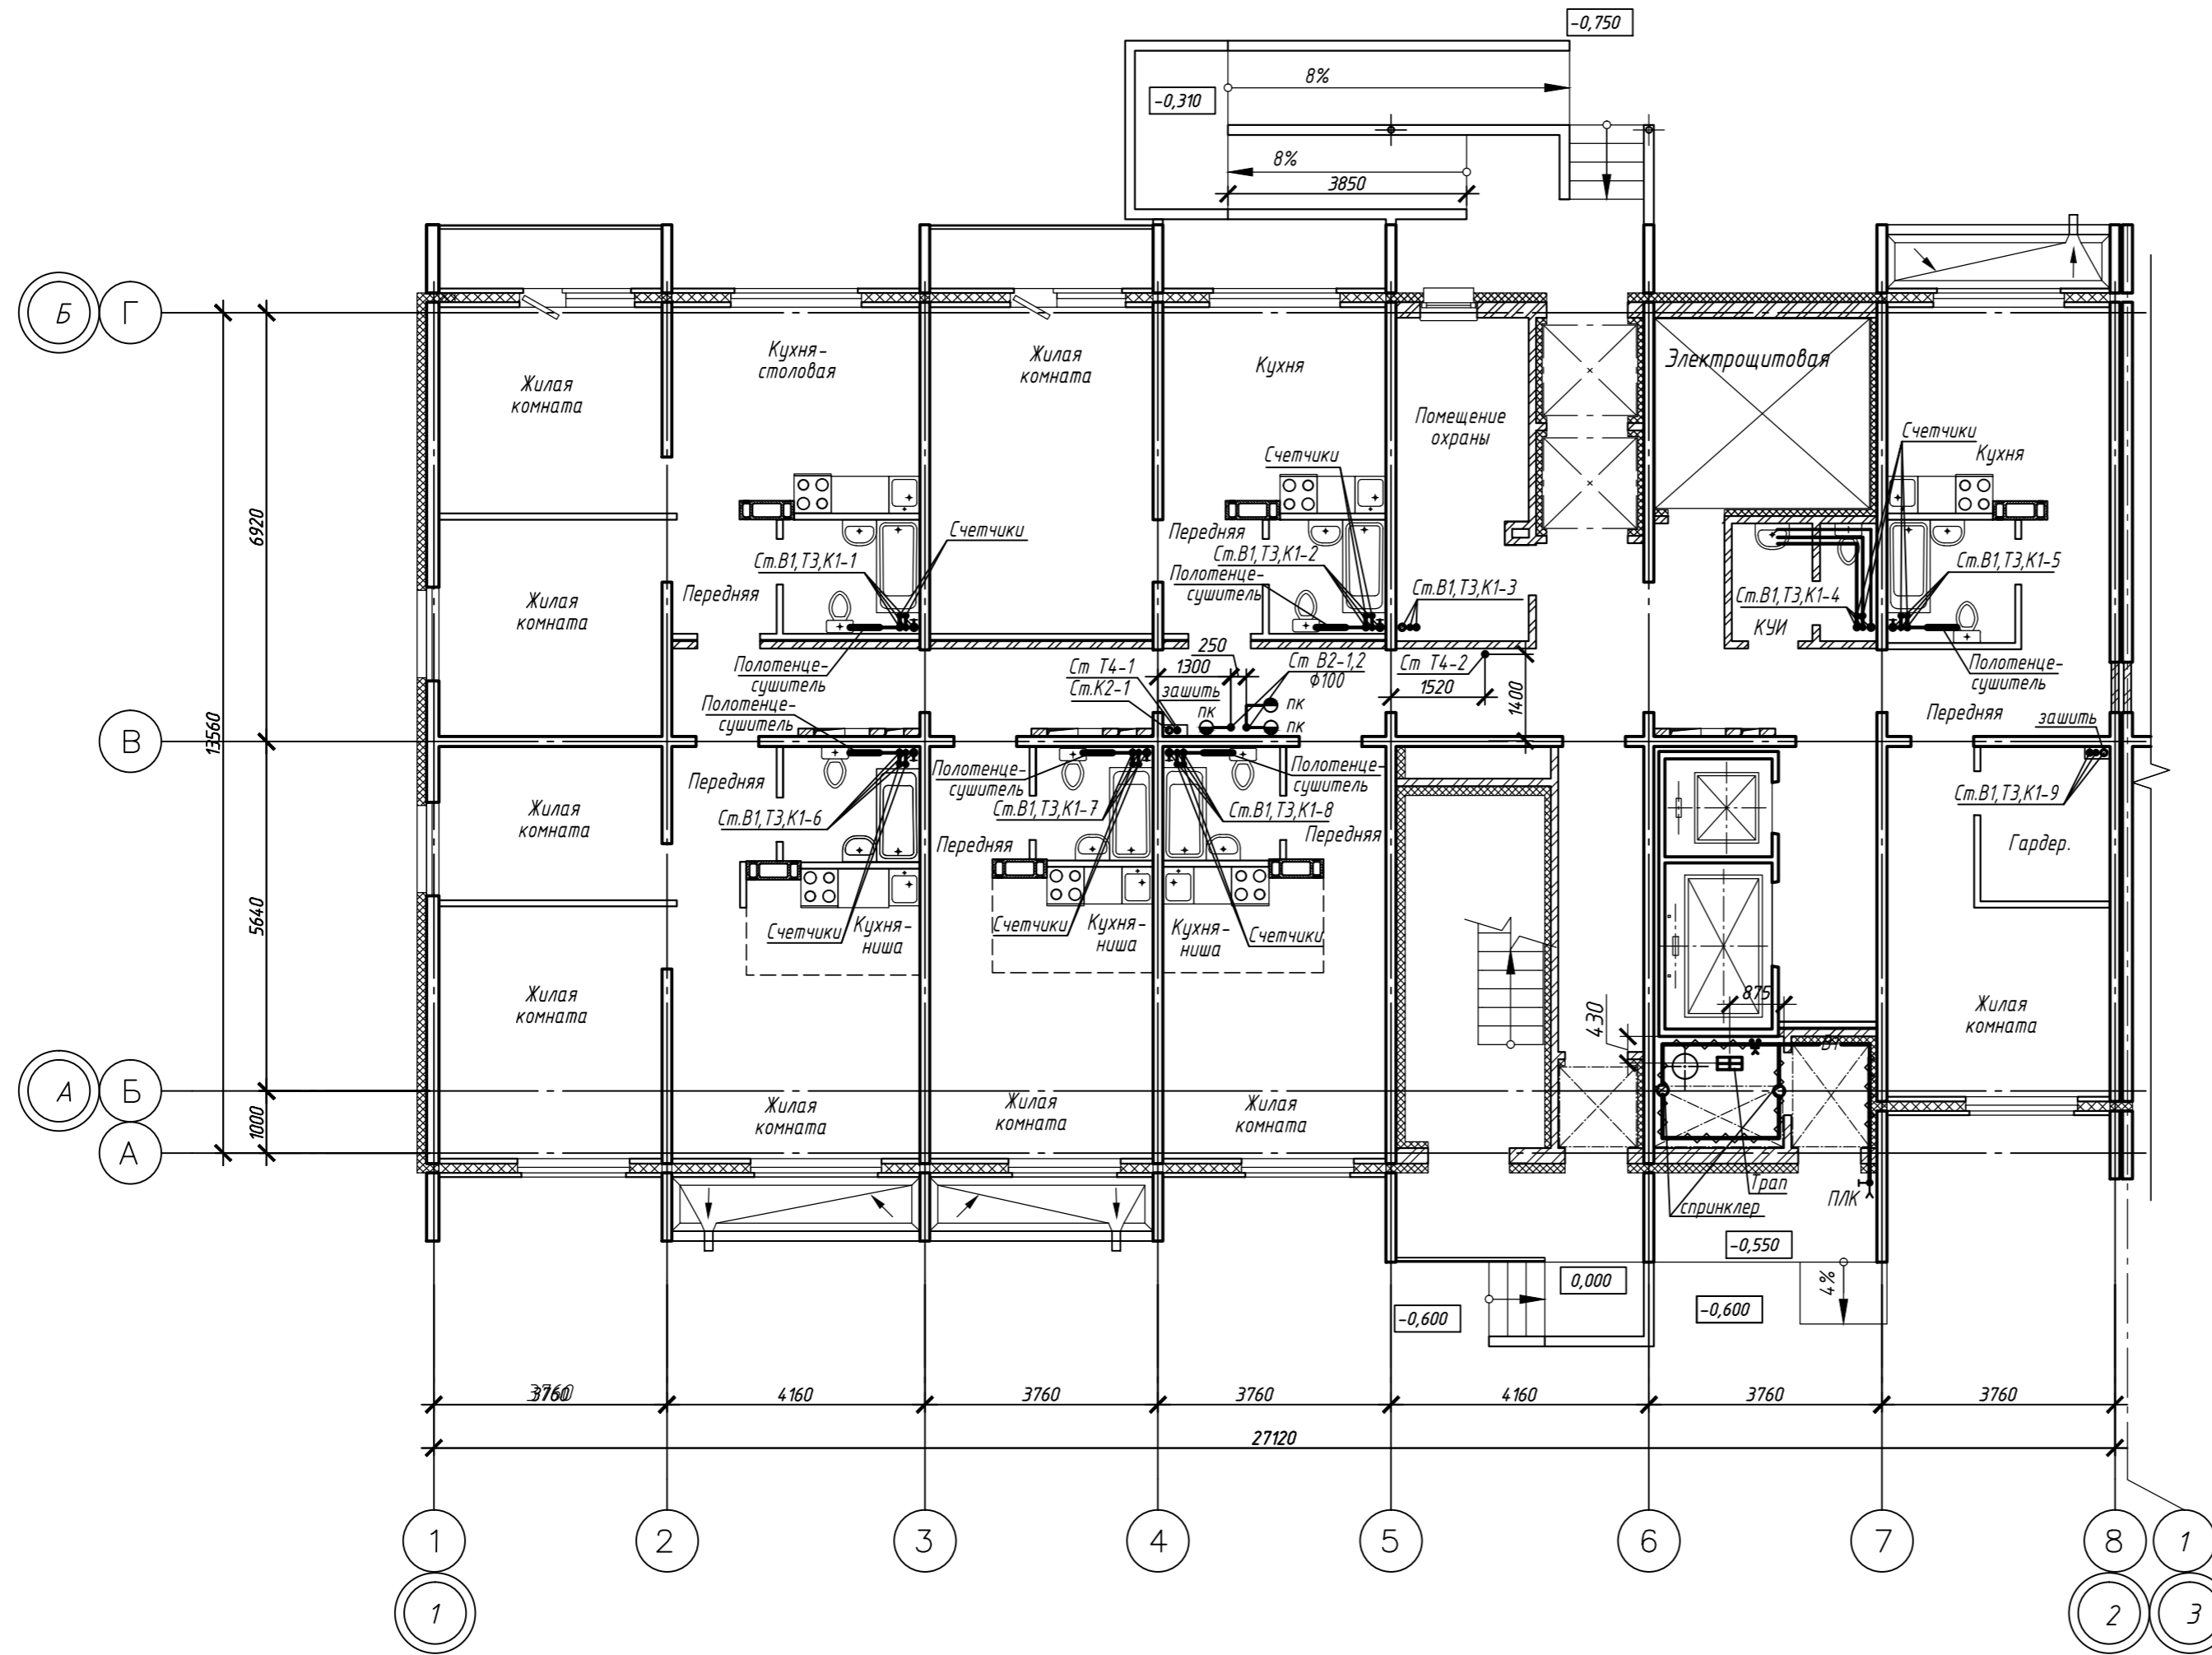 -0,750
8%
-0,310
8%
3850
Б
Г
Жилая
комната
Кухня-
столовая
Жилая
комната
Кухня
Помещение
охраны
Электрощитовая
Счетчики
Кухня
Счетчики
6920
13560
Счетчики
Передняя
Ст.В1,Т3,К1-1
Ст.В1,Т3,К1-2
Полотенце-
сушитель
Ст.В1,Т3,К1-3
Ст.В1,Т3,К1-4
КУИ
Ст.В1,Т3,К1-5
Жилая
комната
Передняя
Полотенце-
сушитель
Полотенце-
сушитель
Ст Т4-1
Ст.К2-1
250
1300
зашить
Ст В2-1,2
ф100
пк
пк
пк
Ст Т4-2
1520
1400
Полотенце-
сушитель
Передняя
зашить
В
Жилая
комната
Передняя
Ст.В1,Т3,К1-6
Полотенце-
сушитель
Ст.В1,Т3,К1-7
Передняя
Полотенце-
сушитель
Ст.В1,Т3,К1-8
Передняя
Ст.В1,Т3,К1-9
Гардер.
5640
Счетчики
Кухня-
ниша
Счетчики
Кухня-
ниша
Кухня-
ниша
Счетчики
Жилая
комната
875
430
В1
Жилая
комната
А
Б
А
1000
Жилая
комната
Жилая
комната
Жилая
комната
Трап
спринклер
ПЛК
-0,550
0,000
-0,600
-0,600
4%
3760
3760
4160
3760
3760
4160
3760
3760
27120
1
2
3
4
5
6
7
8
1
1
2
3